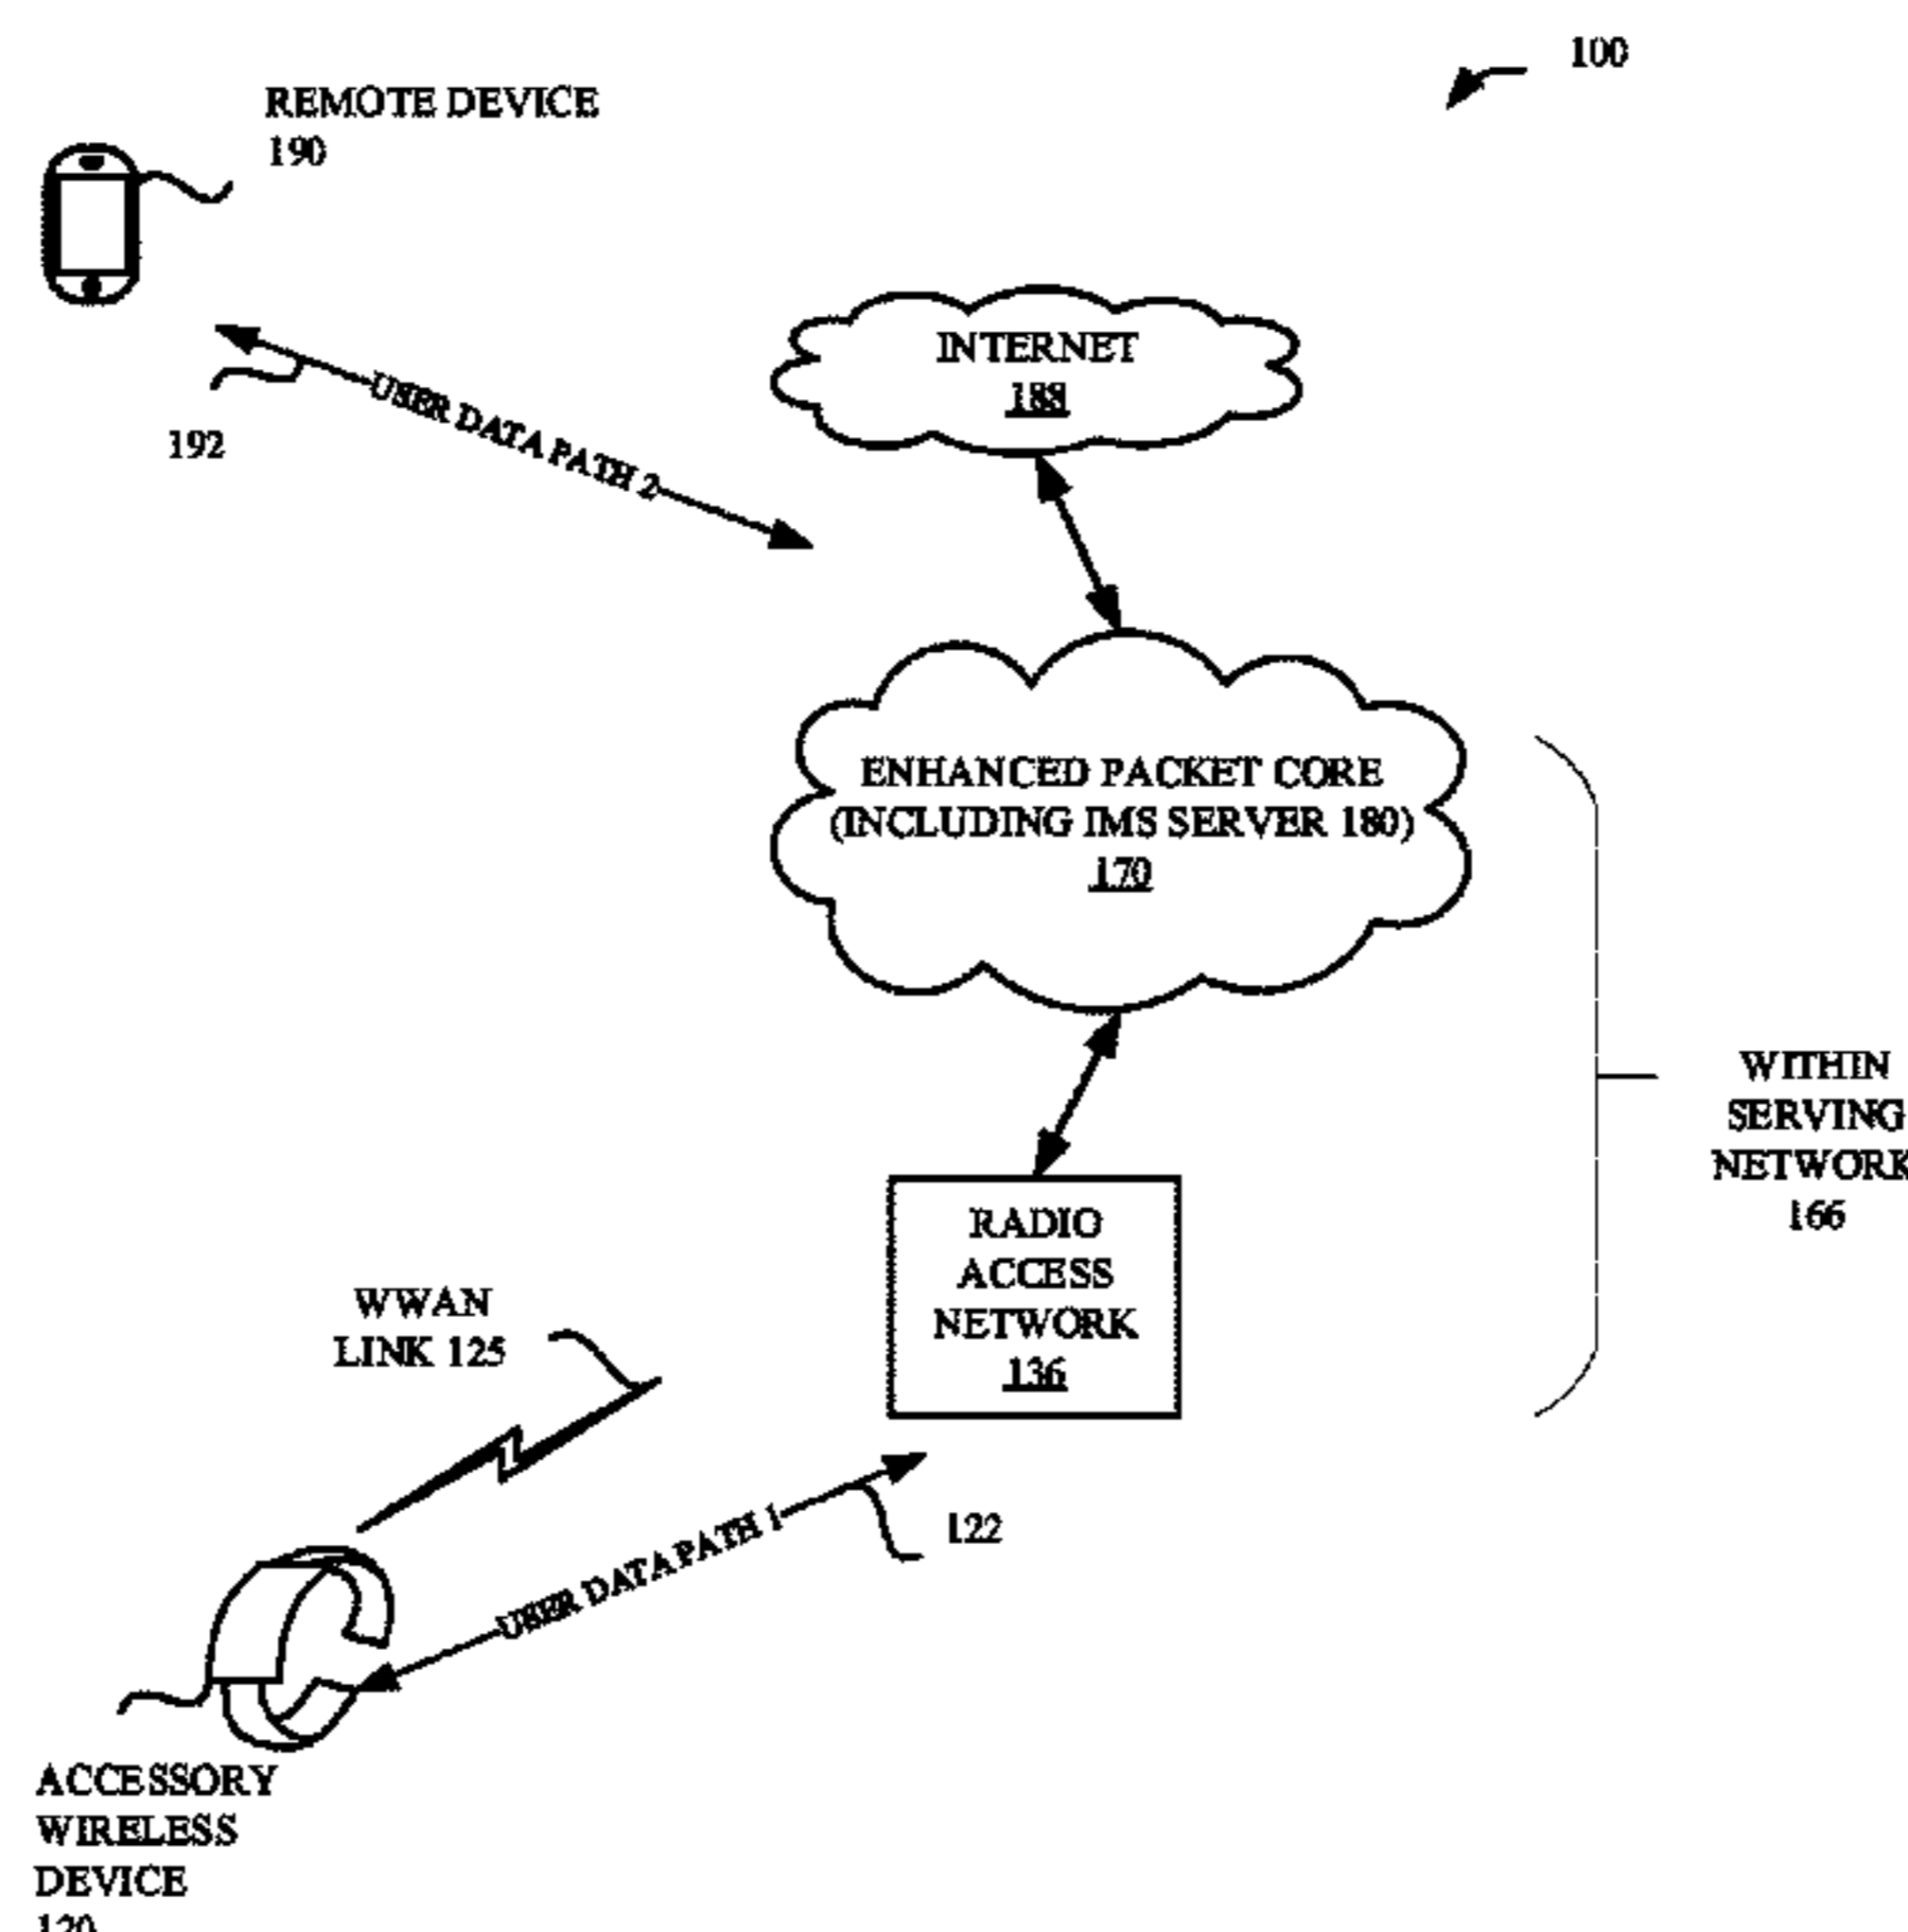 100
REMOTE DEVICE
190
INTERNET
188
192
USER DATA PATH 2
ENHANCED PACKET CORE
(INCLUDING IMS SERVER 180)
170
WITHIN
SERVING
NETWORK
166
RADIO
ACCESS
NETWORK
136
WWAN
LINK 125
122
USER DATA PATH 1
ACCESSORY
WIRELESS
DEVICE
120